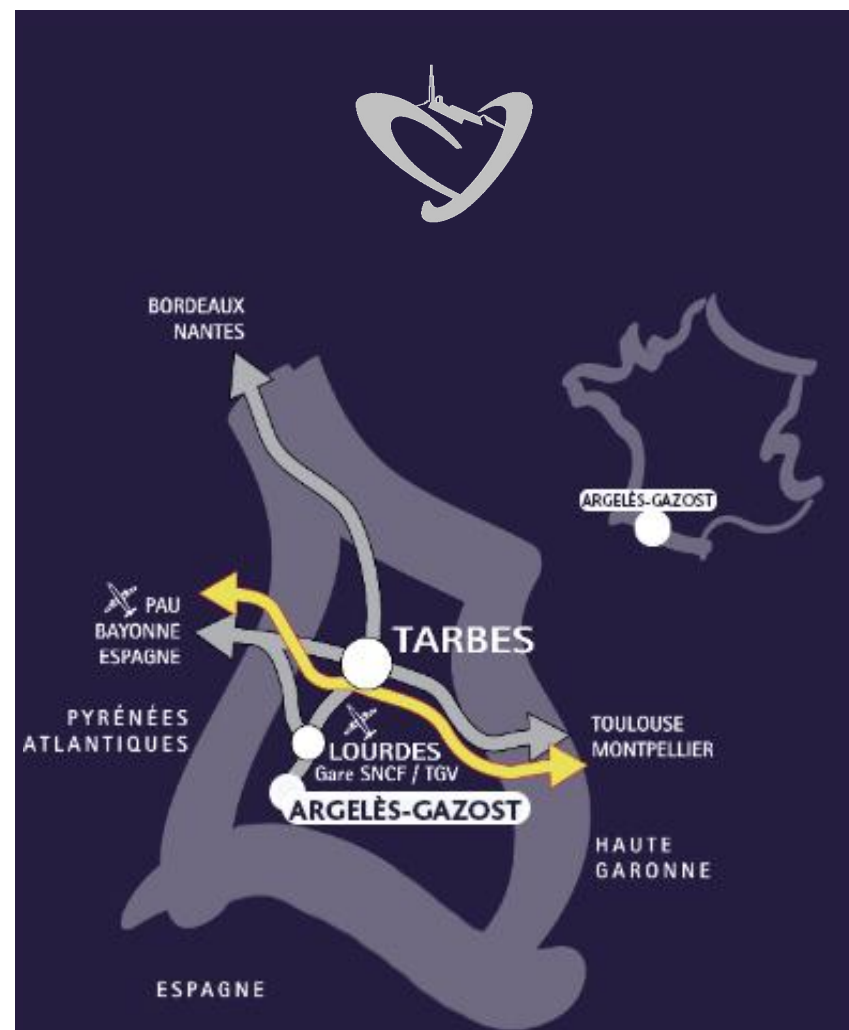 BORDEAUX
NANTES
ARGELÈS-GAZOST
PAU
BAYONNE
ESPAGNE
TARBES
PYRÉNÉES
ATLANTIQUES
TOULOUSE
MONTPELLIER
LOURDES
Gare SNCF / TGV
ARGELÈS-GAZOST
HAUTE
GARONNE
ESPAGNE